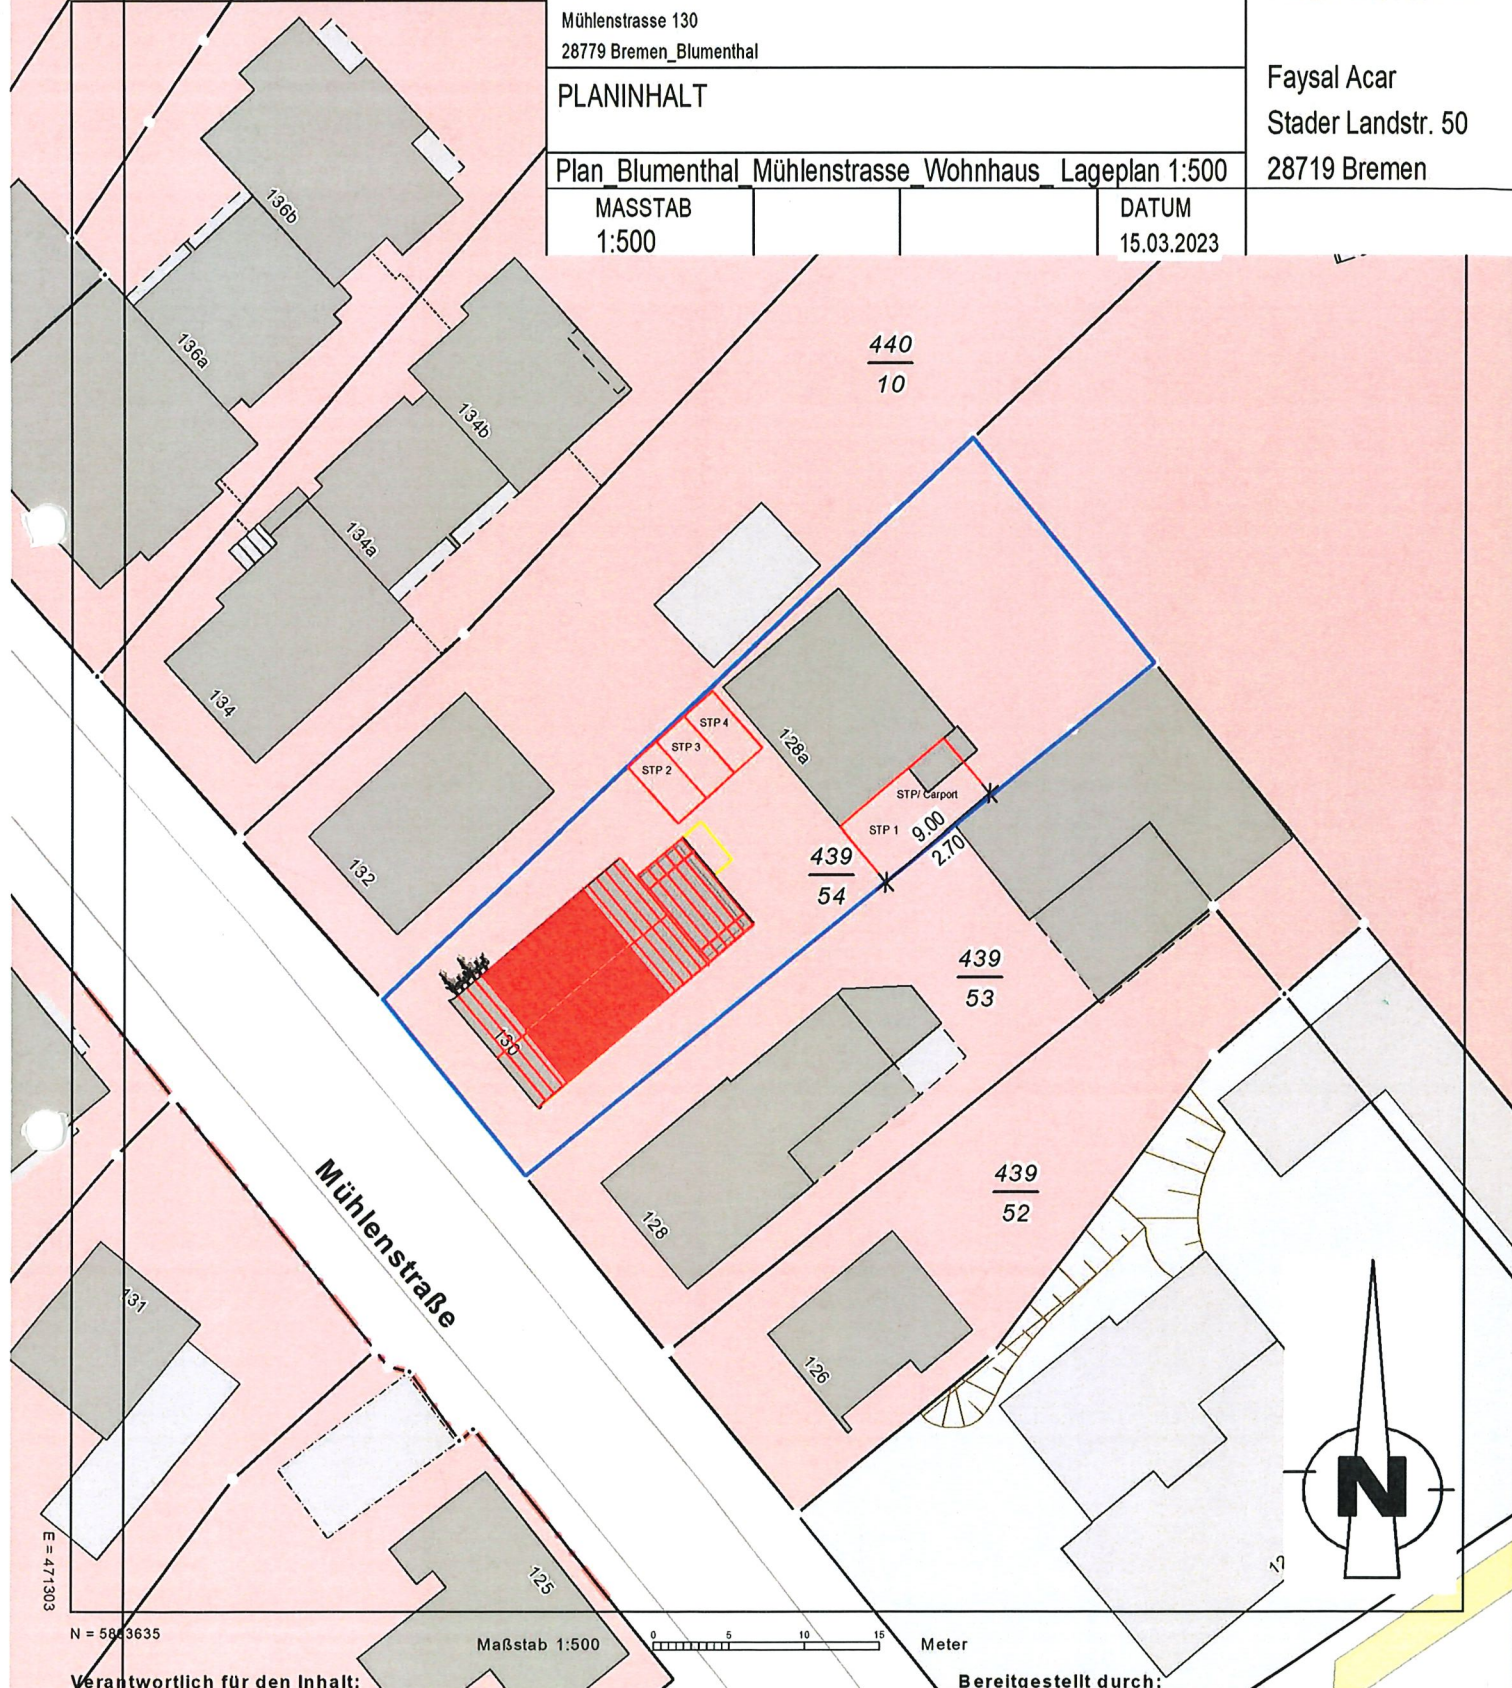 Mühlenstrasse 130
28779 Bremen_Blumenthal
PLANINHALT
Plan_Blumenthal_Mühlenstrasse_Wohnhaus_ Lageplan 1:500
MASSTAB
1:500
DATUM
15.03.2023
Faysal Acar
Stader Landstr. 50
28719 Bremen
136b
136a
440
10
134b
134a
134
132
128a
STP 4
STP 3
STP 2
STP/ Carport
STP 1
9.00
2.70
439
54
439
53
130
439
52
128
126
Mühlenstraße
131
125
N
E = 471303
N = 5883635
Maßstab 1:500
0 5 10 15
Meter
Verantwortlich für den Inhalt:
Bereitgestellt durch: